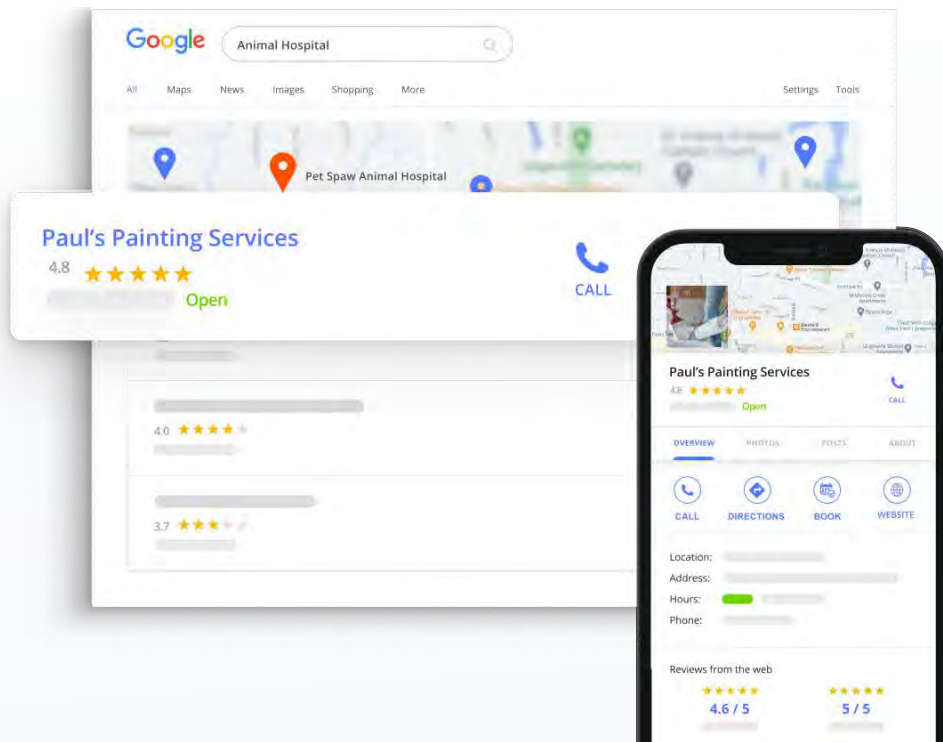 Google
Animal Hospital
All Maps News Images Shopping More Settings Tools
Pet Spaw Animal Hospital
Paul's Painting Services
4.8
Open
CALL
4.0
3.7
Paul's Painting Services
4.8
Open
CALL
OVERVIEW PHOTOS POSTS ABOUT
CALL DIRECTIONS BOOK WEBSITE
Location:
Address:
Hours:
Phone:
Reviews from the web
4.6 / 5 5 / 5